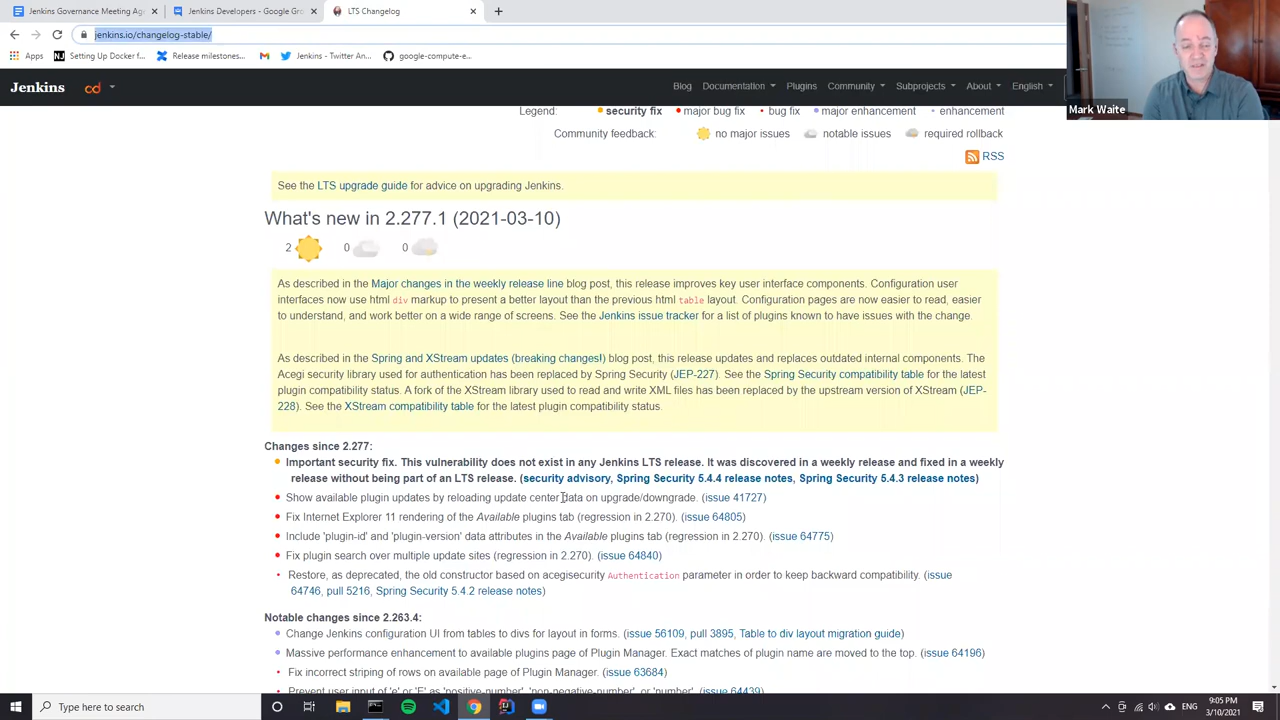 Jenkins Governance Meeting Age
Jenkins Developers - Google Gro
LTS Changelog
jenkins.io/changelog-stable/
Apps
Setting Up Docker f...
Release milestones...
Jenkins - Twitter An...
google-compute-e...
Mark Waite
Jenkins
cd
Blog
Documentation
Plugins
Community
Subprojects
About
English
Legend:
security fix
major bug fix
bug fix
major enhancement
enhancement
Community feedback:
no major issues
notable issues
required rollback
RSS
See the LTS upgrade guide for advice on upgrading Jenkins.
What's new in 2.277.1 (2021-03-10)
2
0
0
As described in the Major changes in the weekly release line blog post, this release improves key user interface components. Configuration user
interfaces now use html div markup to present a better layout than the previous html table layout. Configuration pages are now easier to read, easier
to understand, and work better on a wide range of screens. See the Jenkins issue tracker for a list of plugins known to have issues with the change.
As described in the Spring and XStream updates (breaking changes!) blog post, this release updates and replaces outdated internal components. The
Acegi security library used for authentication has been replaced by Spring Security (JEP-227). See the Spring Security compatibility table for the latest
plugin compatibility status. A fork of the XStream library used to read and write XML files has been replaced by the upstream version of XStream (JEP-
228). See the XStream compatibility table for the latest plugin compatibility status.
Changes since 2.277:
Important security fix. This vulnerability does not exist in any Jenkins LTS release. It was discovered in a weekly release and fixed in a weekly
release without being part of an LTS release. (security advisory, Spring Security 5.4.4 release notes, Spring Security 5.4.3 release notes)
Show available plugin updates by reloading update center data on upgrade/downgrade. (issue 41727)
Fix Internet Explorer 11 rendering of the Available plugins tab (regression in 2.270). (issue 64805)
Include 'plugin-id' and 'plugin-version' data attributes in the Available plugins tab (regression in 2.270). (issue 64775)
Fix plugin search over multiple update sites (regression in 2.270). (issue 64840)
Restore, as deprecated, the old constructor based on acegisecurity Authentication parameter in order to keep backward compatibility. (issue
64746, pull 5216, Spring Security 5.4.2 release notes)
Notable changes since 2.263.4:
Change Jenkins configuration UI from tables to divs for layout in forms. (issue 56109, pull 3895, Table to div layout migration guide)
Massive performance enhancement to available plugins page of Plugin Manager. Exact matches of plugin name are moved to the top. (issue 64196)
Fix incorrect striping of rows on available page of Plugin Manager. (issue 63684)
Prevent user input of 'e' or 'E' as 'positive-number', 'non-negative-number', or 'number'. (issue 64439)
Type here to search
ENG
9:05 PM
3/10/2021